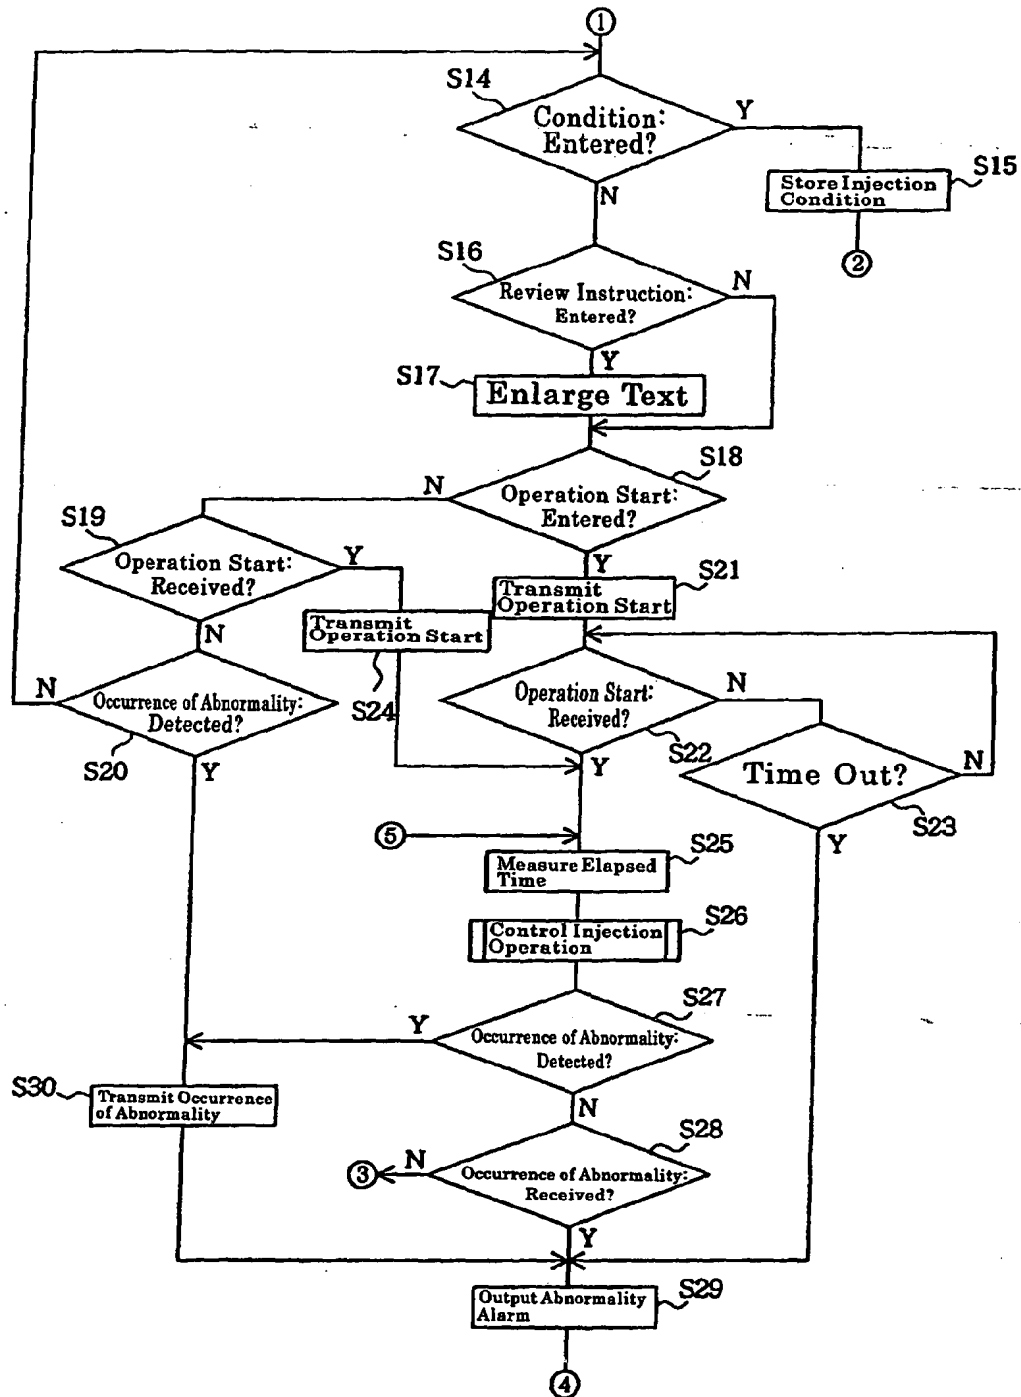 ①
S14
Condition:
Entered?
Y
N
S15
Store Injection
Condition
②
S16
Review Instruction:
Entered?
N
Y
S17
Enlarge Text
S18
Operation Start:
Entered?
N
Y
S19
Operation Start:
Received?
Y
N
S21
Transmit
Operation Start
Transmit
Operation Start
S24
N
Occurrence of Abnormality:
Detected?
S20
Y
Operation Start:
Received?
N
S22
Y
Time Out?
N
S23
Y
⑤
S25
Measure Elapsed
Time
S26
Control Injection
Operation
S27
Y
Occurrence of Abnormality:
Detected?
N
S30
Transmit Occurrence
of Abnormality
S28
③
N
Occurrence of Abnormality:
Received?
Y
S29
Output Abnormality
Alarm
④